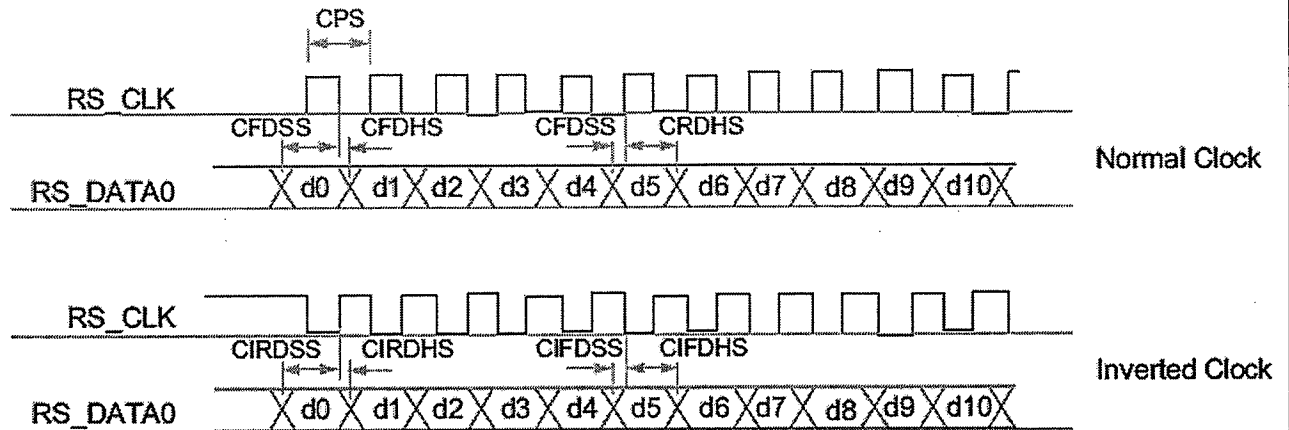 CPS
RS_CLK
CFDSS CFDHS CFDSS CRDHS
Normal Clock
RS_DATA0 d0 d1 d2 d3 d4 d5 d6 d7 d8 d9 d10
RS_CLK
CIRDSS CIRDHS CIFDSS CIFDHS
Inverted Clock
RS_DATA0 d0 d1 d2 d3 d4 d5 d6 d7 d8 d9 d10